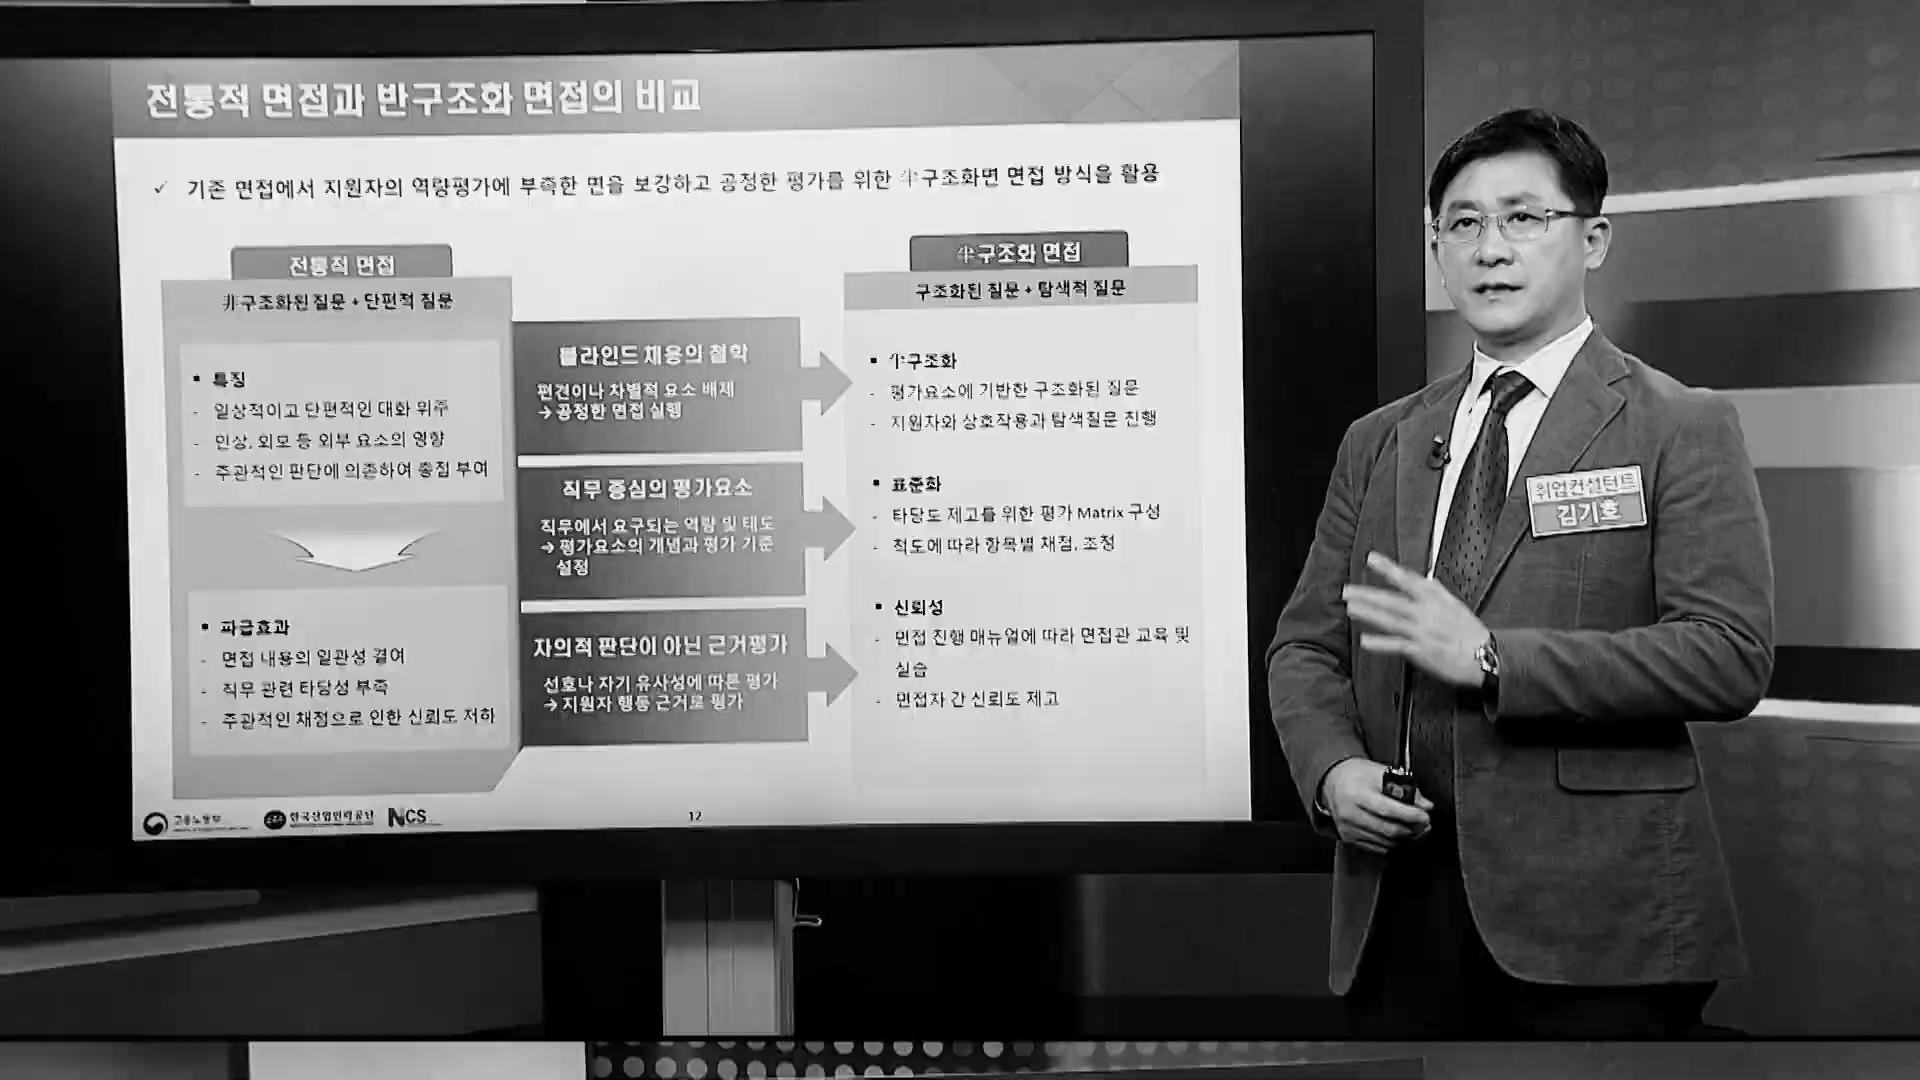 전통적 면접과 반구조화 면접의 비교
✓ 기존 면접에서 지원자의 역량평가에 부족한 면을 보강하고 공정한 평가를 위한 半구조화면 면접 방식을 활용
전통적 면접
非구조화된 질문 + 단편적 질문
▪ 특징
- 일상적이고 단편적인 대화 위주
- 인상, 외모 등 외부 요소의 영향
- 주관적인 판단에 의존하여 총점 부여
▪ 파급효과
- 면접 내용의 일관성 결여
- 직무 관련 타당성 부족
- 주관적인 채점으로 인한 신뢰도 저하
블라인드 채용의 철학
편견이나 차별적 요소 배제
→ 공정한 면접 실행
직무 중심의 평가요소
직무에서 요구되는 역량 및 태도
→ 평가요소의 개념과 평가 기준
설정
자의적 판단이 아닌 근거평가
선호나 자기 유사성에 따른 평가
→ 지원자 행동 근거로 평가
半구조화 면접
구조화된 질문 + 탐색적 질문
▪ 半구조화
- 평가요소에 기반한 구조화된 질문
- 지원자와 상호작용과 탐색질문 진행
▪ 표준화
- 타당도 제고를 위한 평가 Matrix 구성
- 척도에 따라 항목별 채점, 조정
▪ 신뢰성
- 면접 진행 매뉴얼에 따라 면접관 교육 및
실습
- 면접자 간 신뢰도 제고
고용노동부
한국산업인력공단
NCS
12
취업컨설턴트
김기호